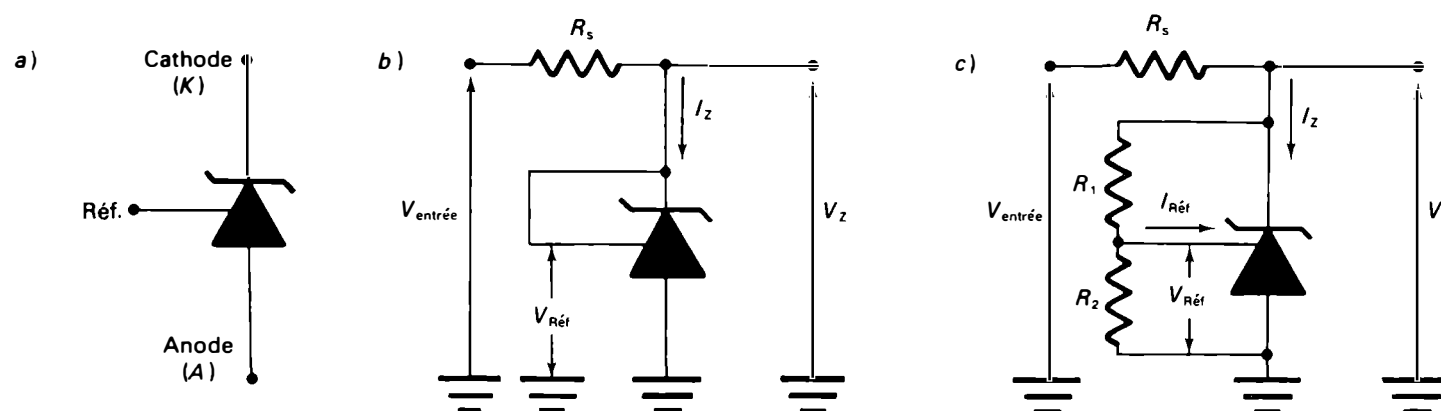 a)
Cathode
(K)
Réf.
Anode
(A)
b)
Rs
IZ
Ventrée
VRéf
VZ
c)
Rs
IZ
R1
IRéf
Ventrée
R2
VRéf
V